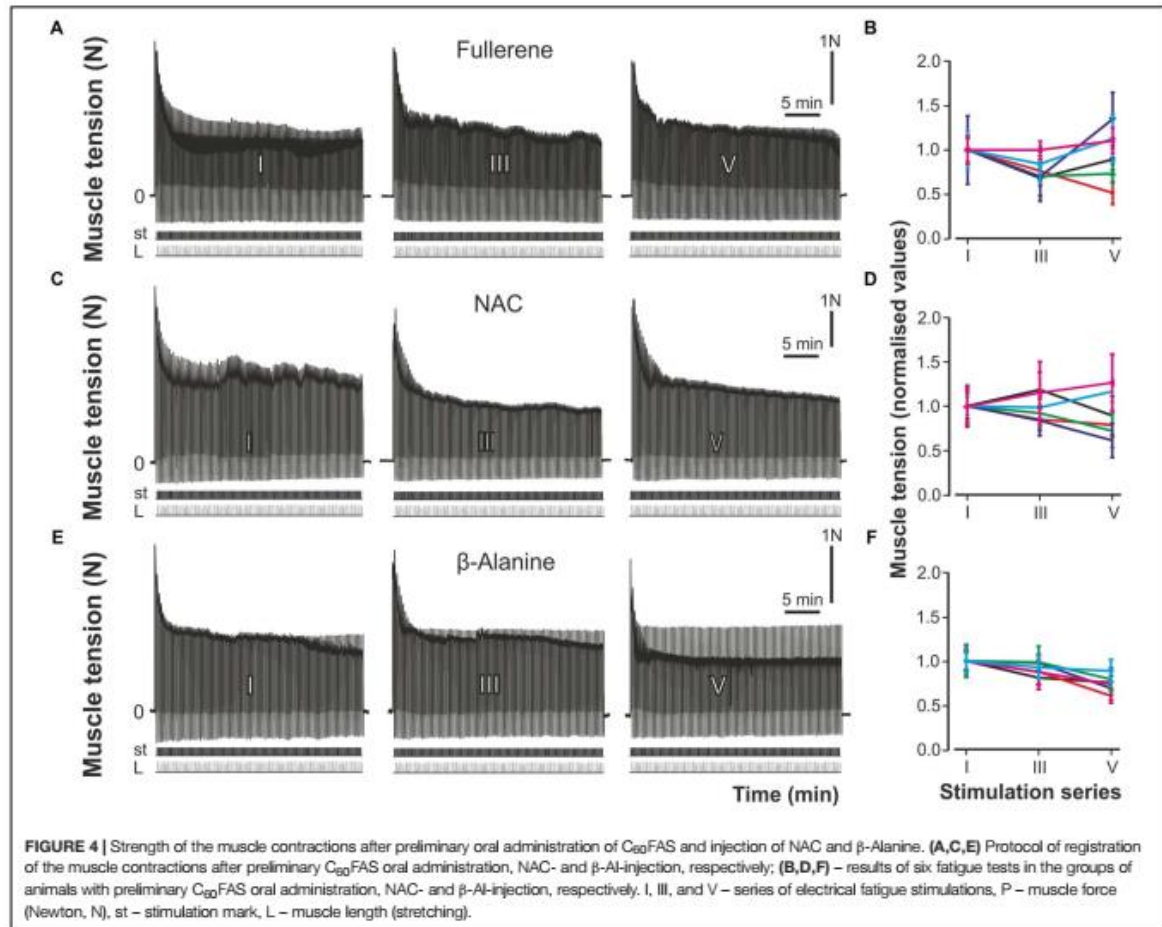 A
Fullerene
1N
5 min
I
III
V
Muscle tension (N)
0
st
L
B
2.0
1.5
1.0
0.5
0.0
I III V
C
NAC
1N
5 min
I
III
V
Muscle tension (N)
0
st
L
D
2.0
1.5
1.0
0.5
0.0
I III V
Muscle tension (normalised values)
E
β-Alanine
1N
5 min
I
III
V
Muscle tension (N)
0
st
L
Time (min)
F
2.0
1.5
1.0
0.5
0.0
I III V
Stimulation series
FIGURE 4 | Strength of the muscle contractions after preliminary oral administration of C₆₀FAS and injection of NAC and β-Alanine. (A,C,E) Protocol of registration
of the muscle contractions after preliminary C₆₀FAS oral administration, NAC- and β-Al-injection, respectively; (B,D,F) – results of six fatigue tests in the groups of
animals with preliminary C₆₀FAS oral administration, NAC- and β-Al-injection, respectively. I, III, and V – series of electrical fatigue stimulations, P – muscle force
(Newton, N), st – stimulation mark, L – muscle length (stretching).